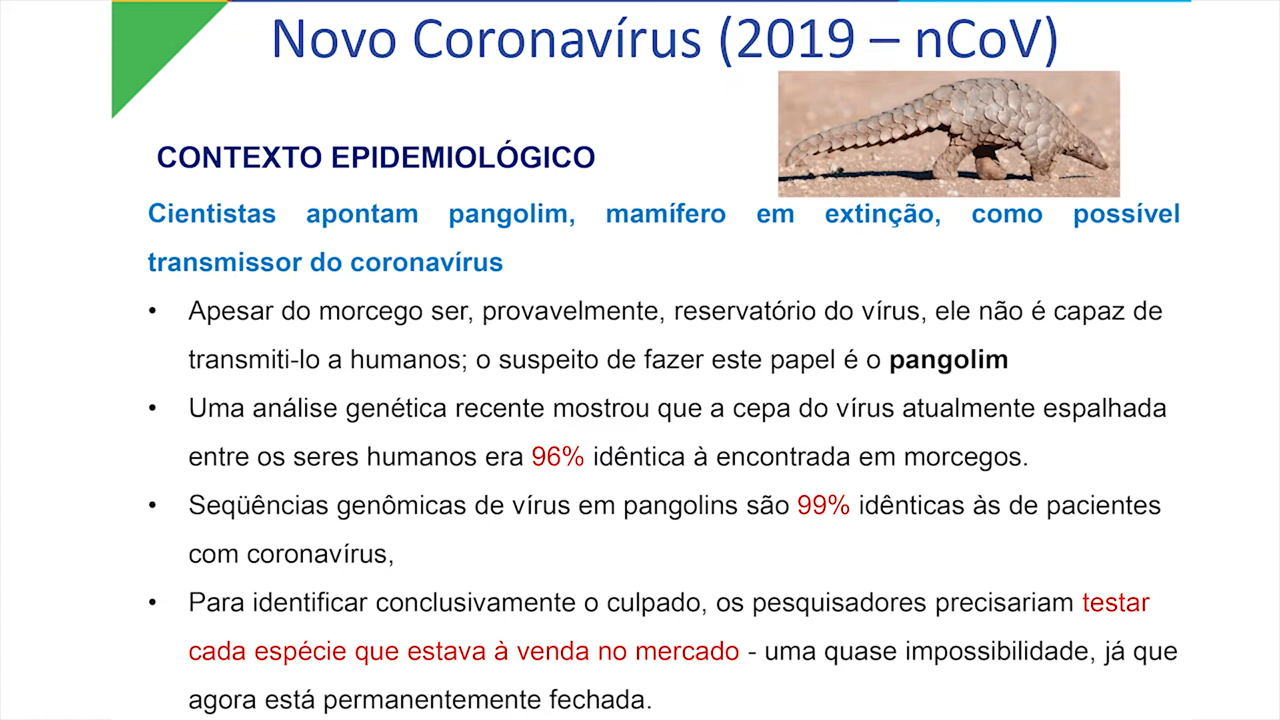 Novo Coronavírus (2019 – nCoV)
CONTEXTO EPIDEMIOLÓGICO
Cientistas apontam pangolim, mamífero em extinção, como possível
transmissor do coronavírus
• Apesar do morcego ser, provavelmente, reservatório do vírus, ele não é capaz de
transmiti-lo a humanos; o suspeito de fazer este papel é o pangolim
• Uma análise genética recente mostrou que a cepa do vírus atualmente espalhada
entre os seres humanos era 96% idêntica à encontrada em morcegos.
• Seqüências genômicas de vírus em pangolins são 99% idênticas às de pacientes
com coronavírus,
• Para identificar conclusivamente o culpado, os pesquisadores precisariam testar
cada espécie que estava à venda no mercado - uma quase impossibilidade, já que
agora está permanentemente fechada.